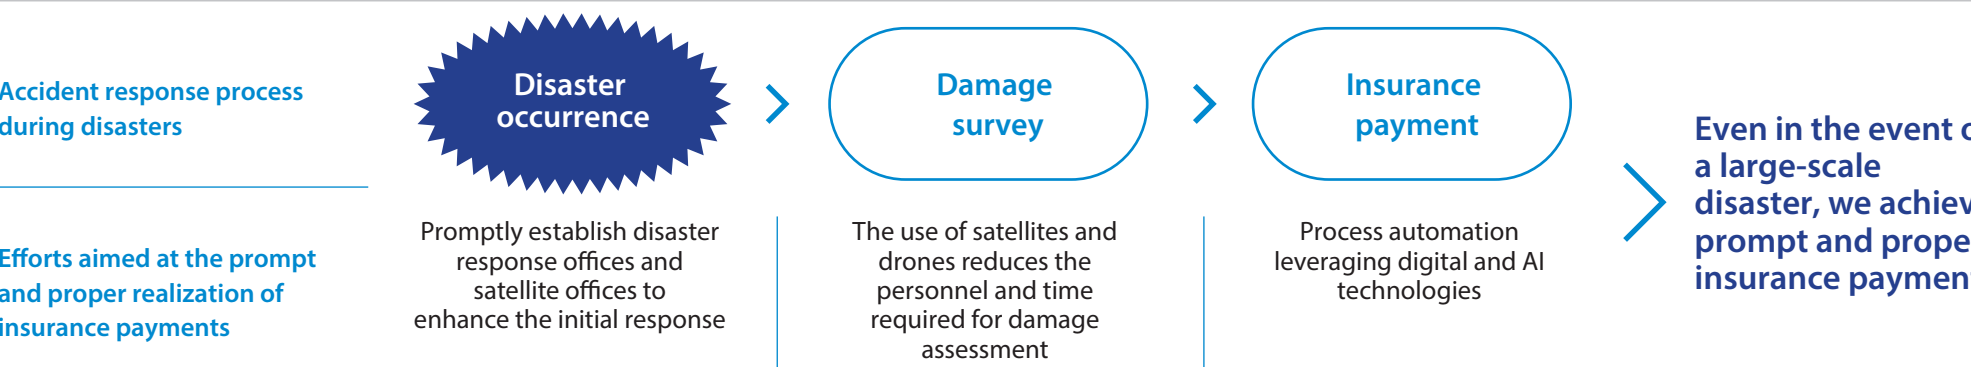 Accident response process
during disasters
Disaster
occurrence
Damage
survey
Insurance
payment
Efforts aimed at the prompt
and proper realization of
insurance payments
Promptly establish disaster
response offices and
satellite offices to
enhance the initial response
The use of satellites and
drones reduces the
personnel and time
required for damage
assessment
Process automation
leveraging digital and AI
technologies
Even in the event
a large-scale
disaster, we
prompt and
insurance